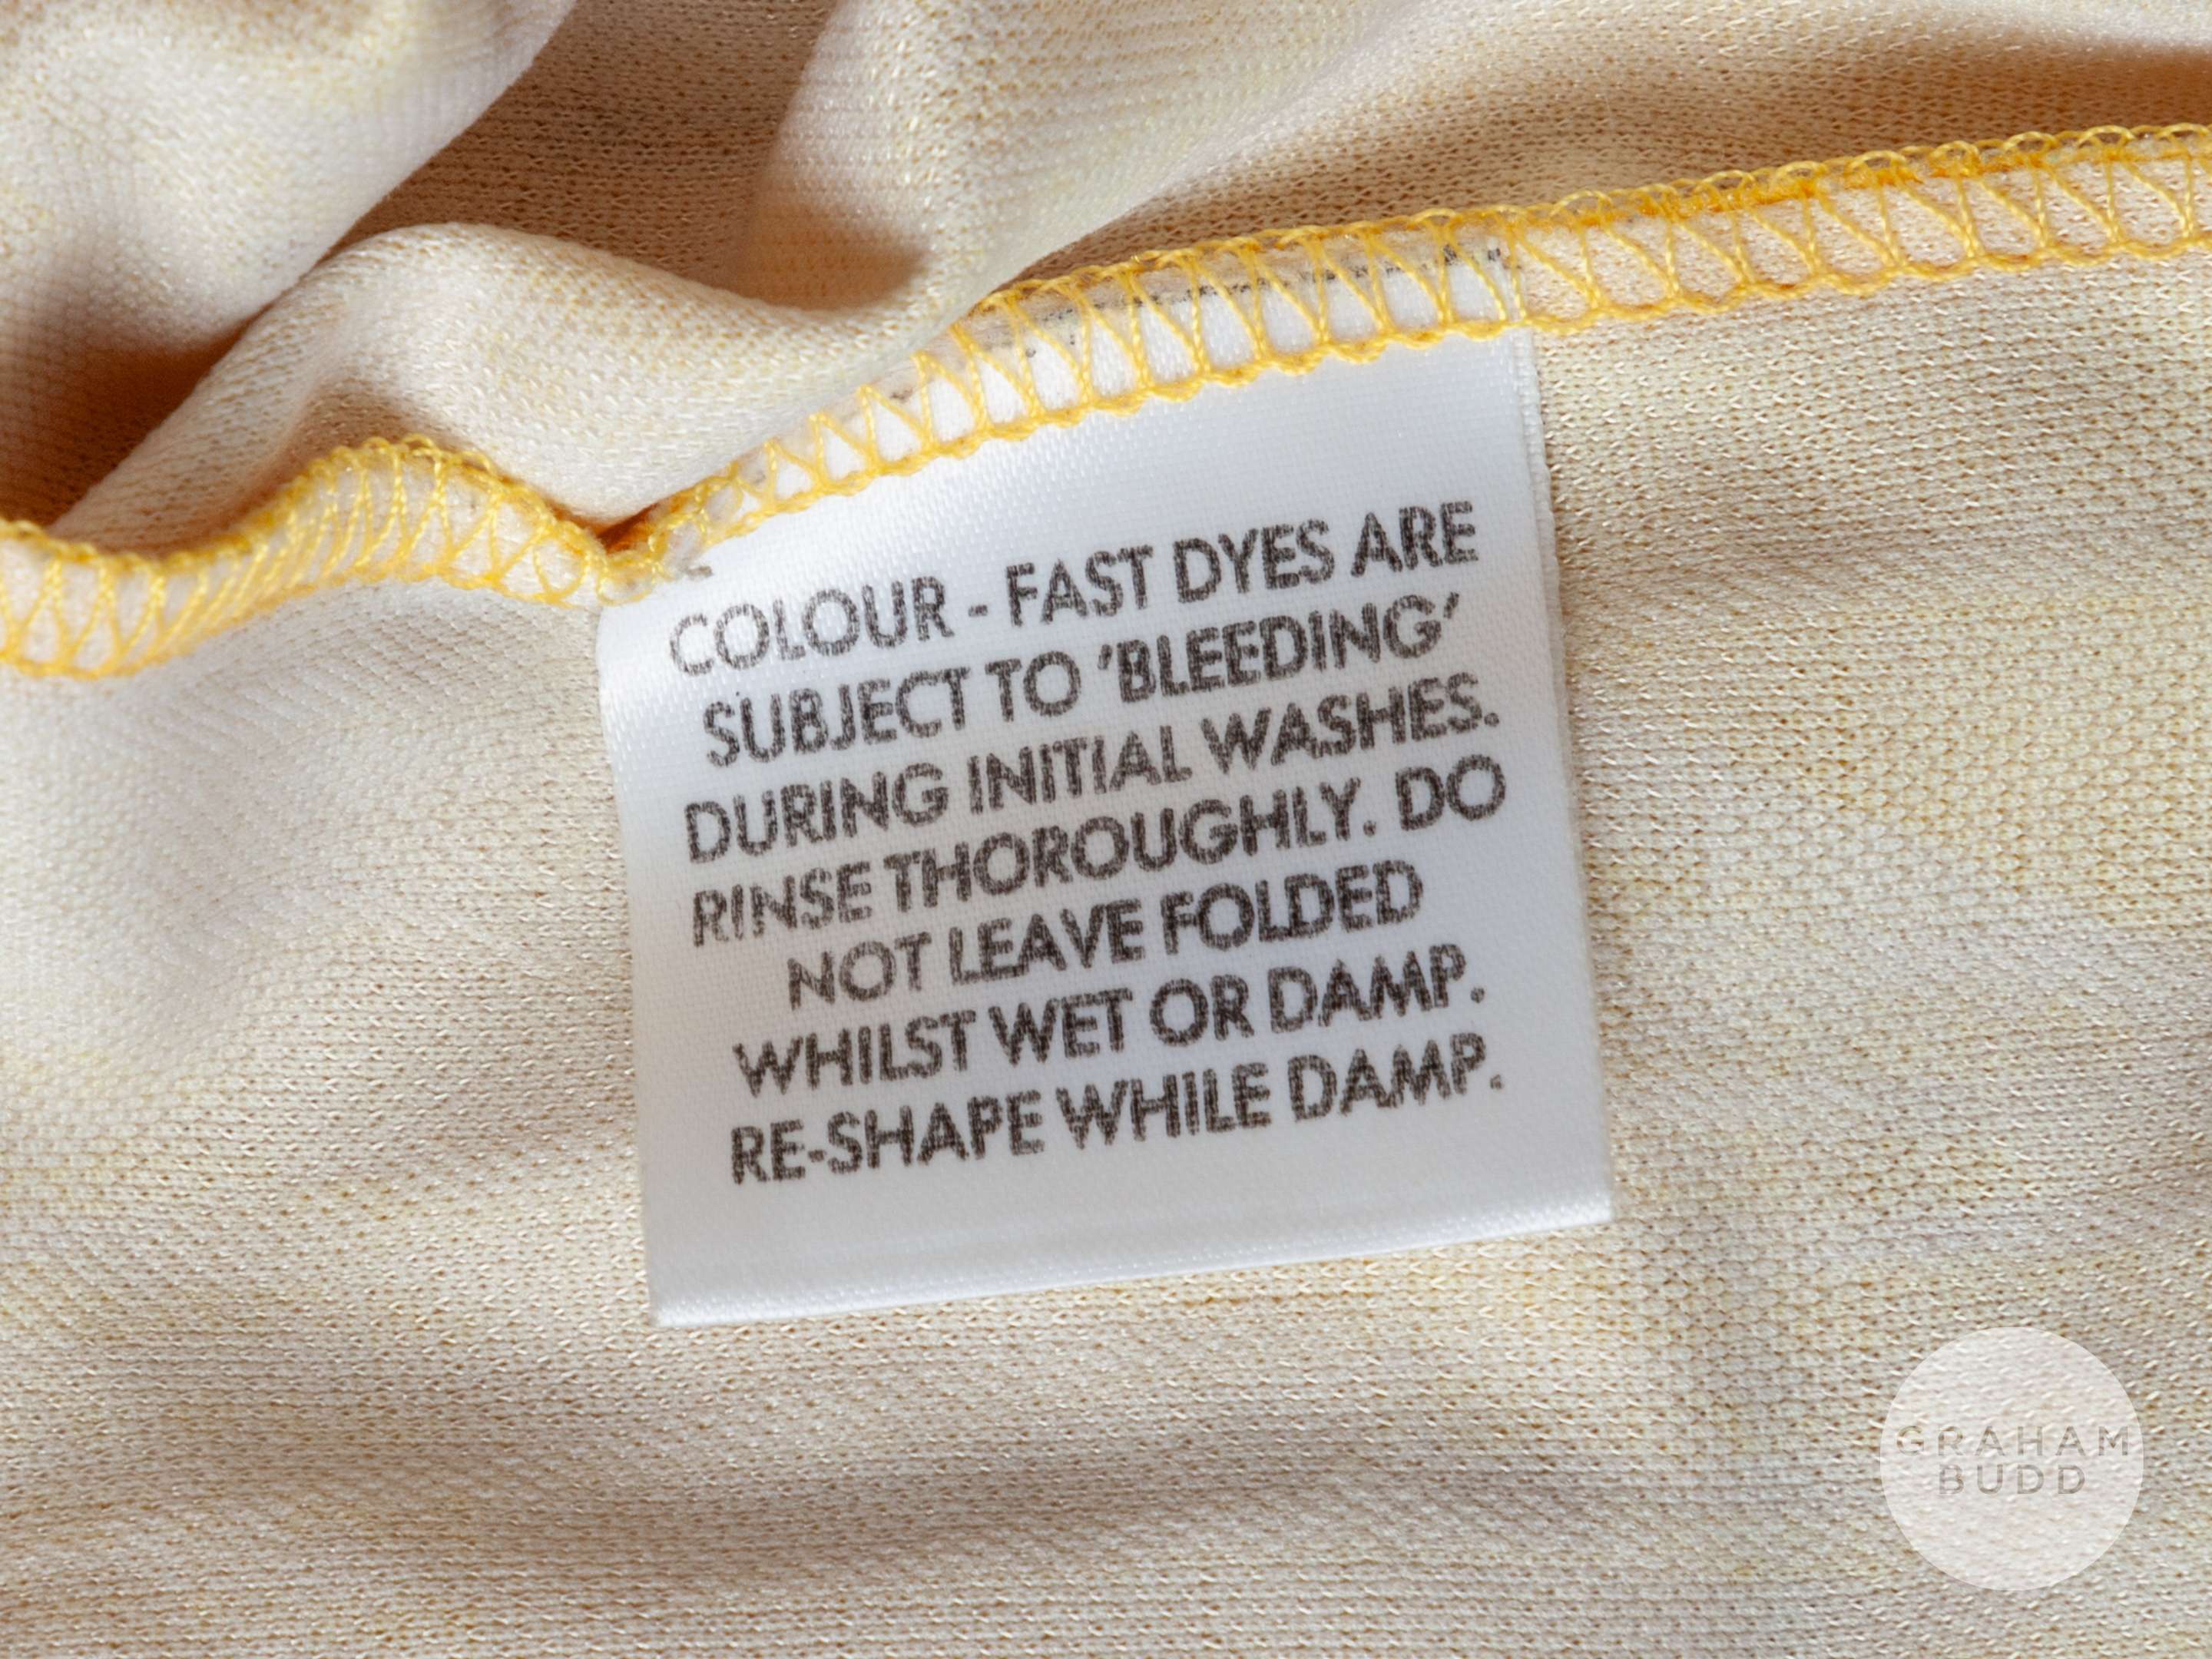 COLOUR - FAST DYES ARE
SUBJECT TO 'BLEEDING'
DURING INITIAL WASHES.
RINSE THOROUGHLY. DO
NOT LEAVE FOLDED
WHILST WET OR DAMP.
RE-SHAPE WHILE DAMP.
GRAHAM
BUDD